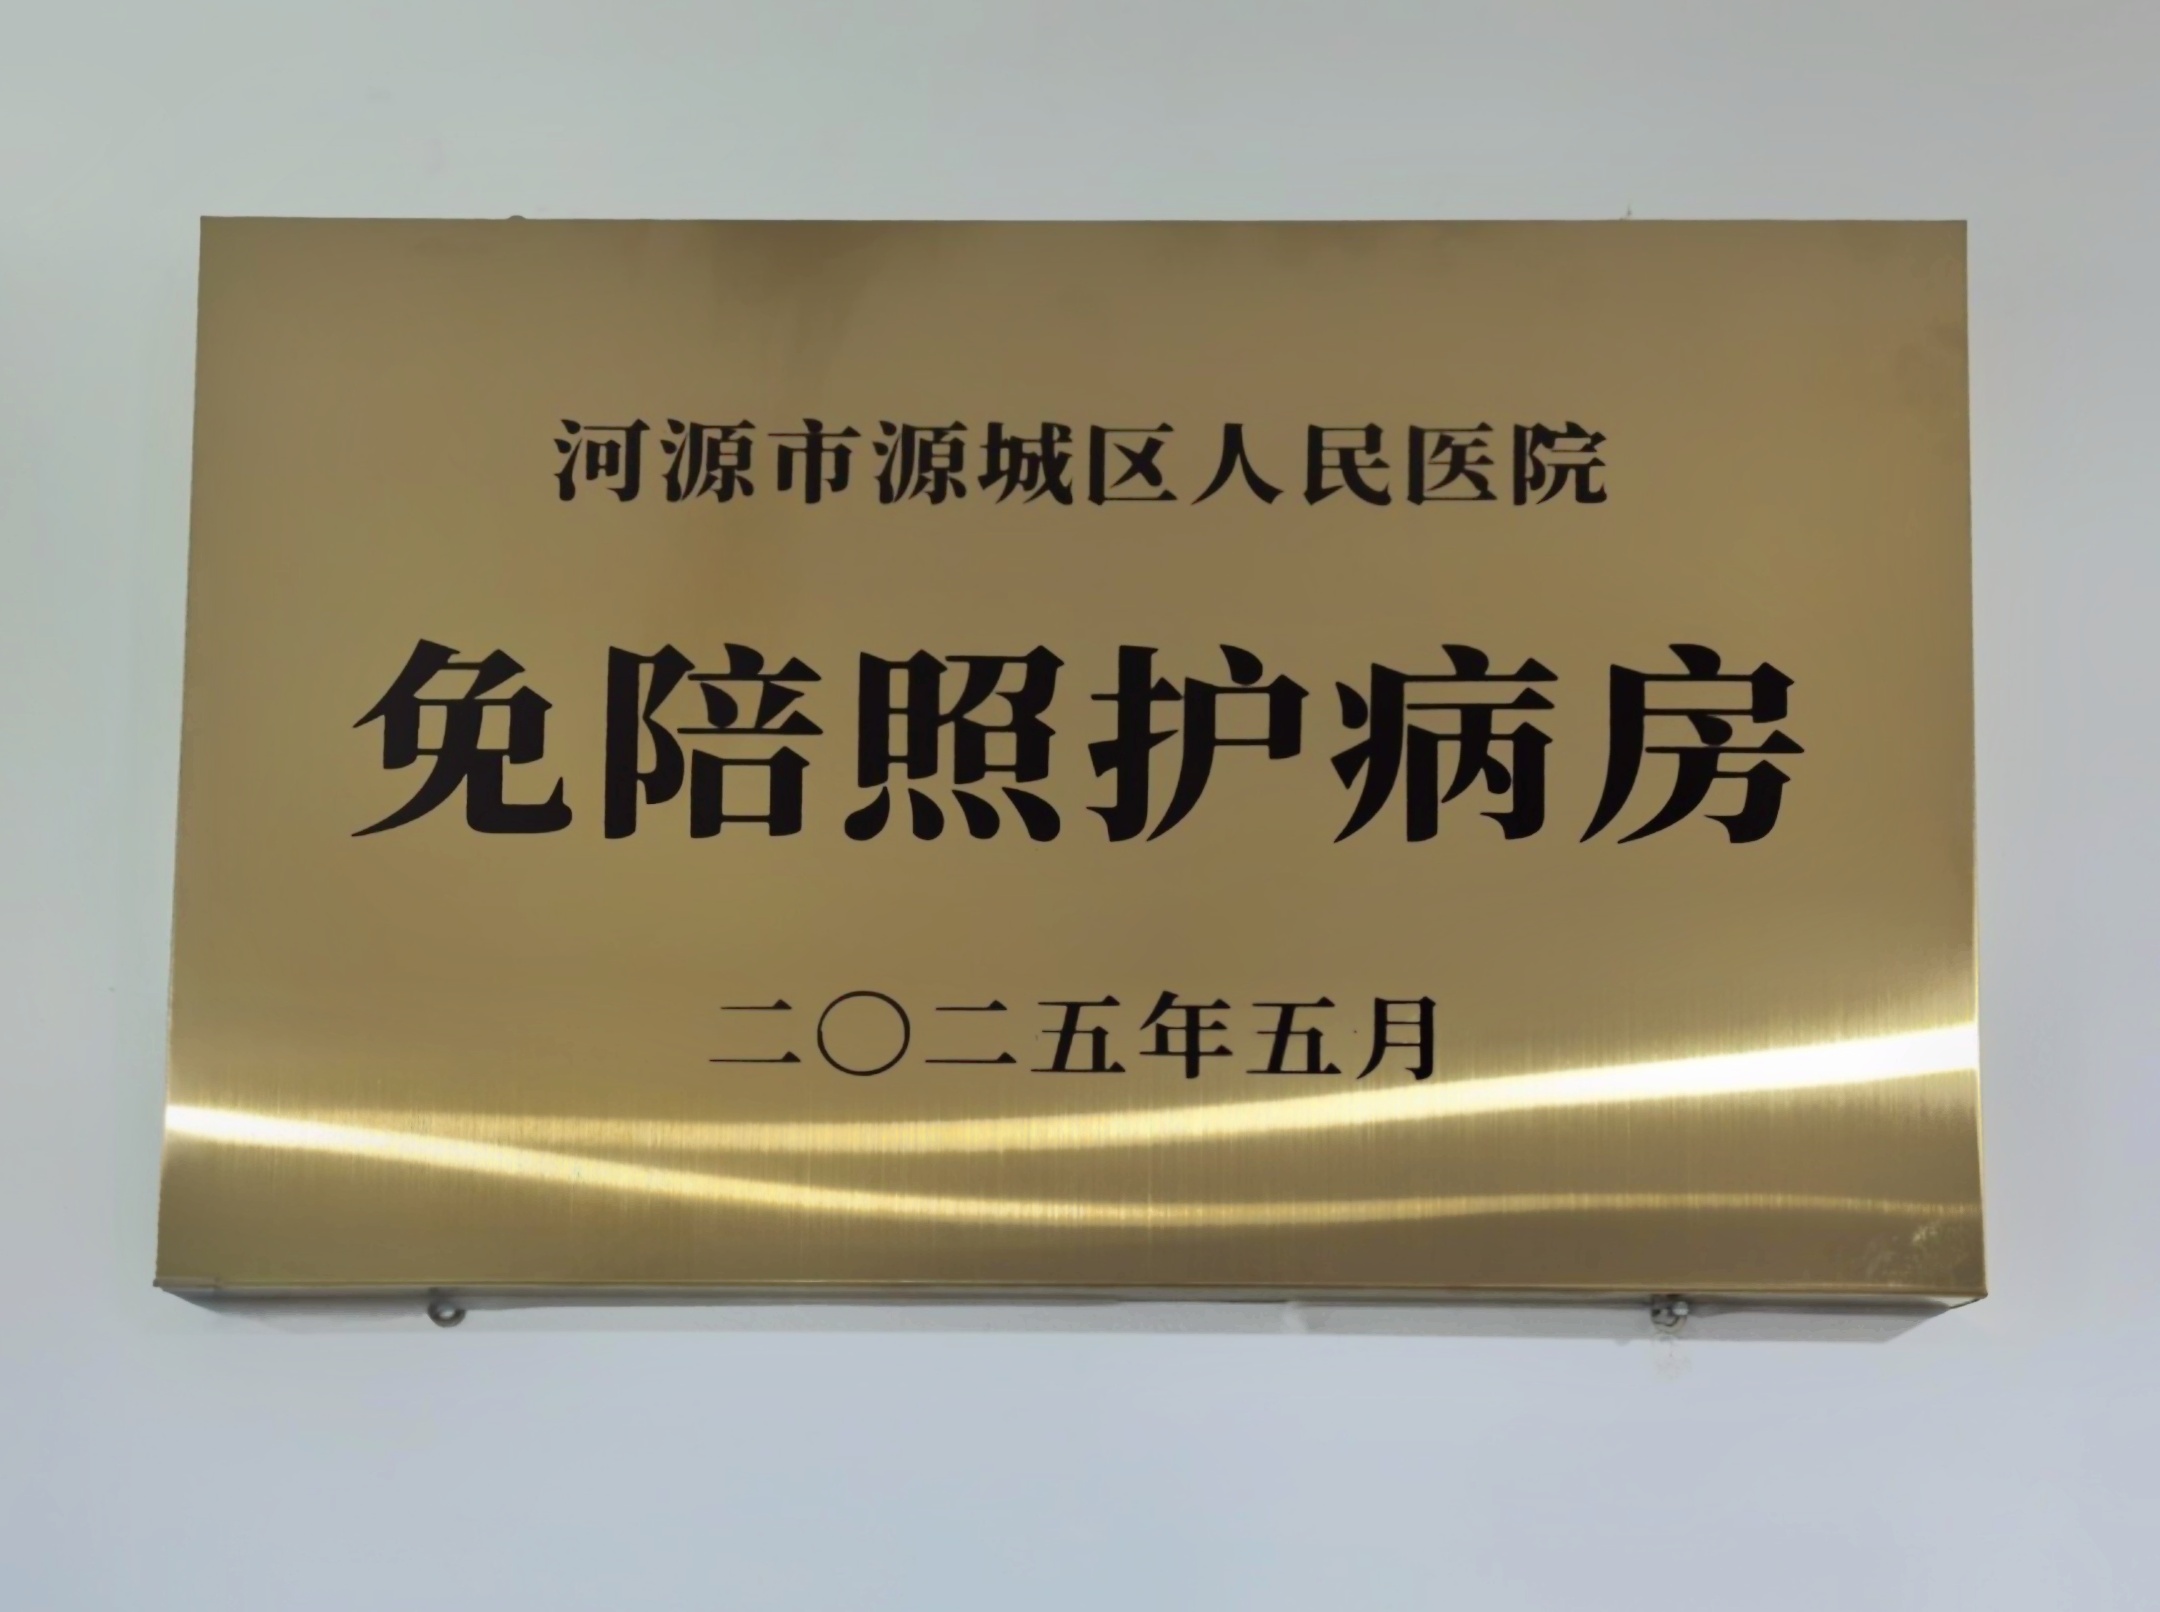 河源市源城区人民医院
免陪照护病房
二〇二五年五月